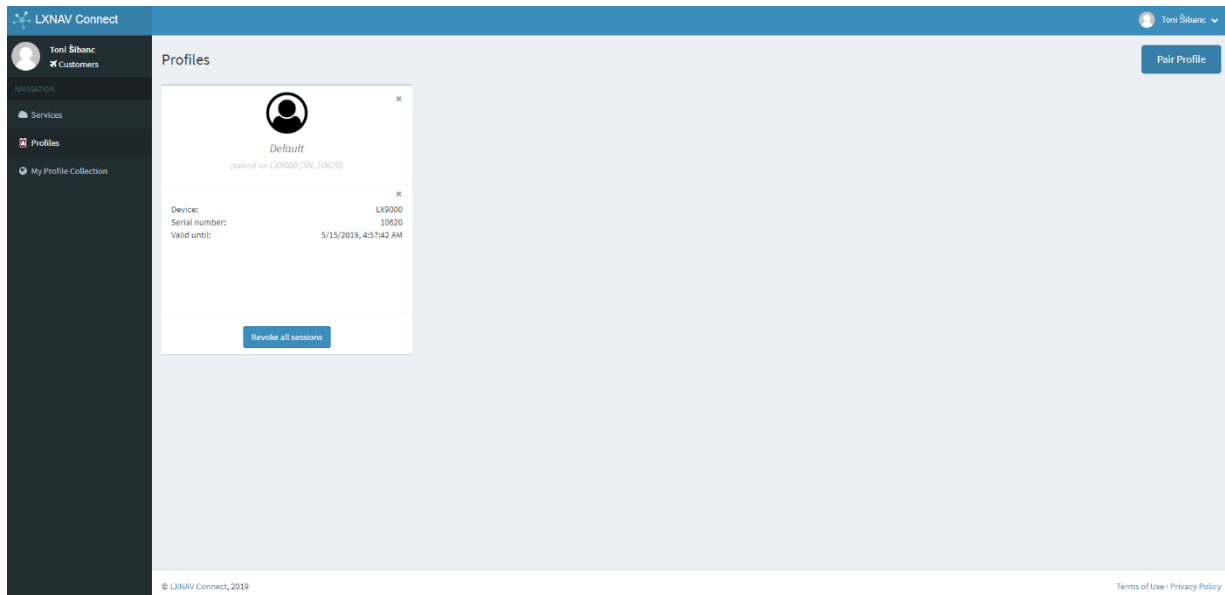 LXNAV Connect
Toni Šibanc
Toni Šibanc
Customers
NAVIGATION
Services
Profiles
My Profile Collection
Profiles
Pair Profile
Default
paired on LX9000 (SN: 10620)
Device: LX9000
Serial number: 10620
Valid until: 5/15/2019, 4:57:42 AM
Revoke all sessions
© LXNAV Connect, 2019
Terms of Use · Privacy Policy